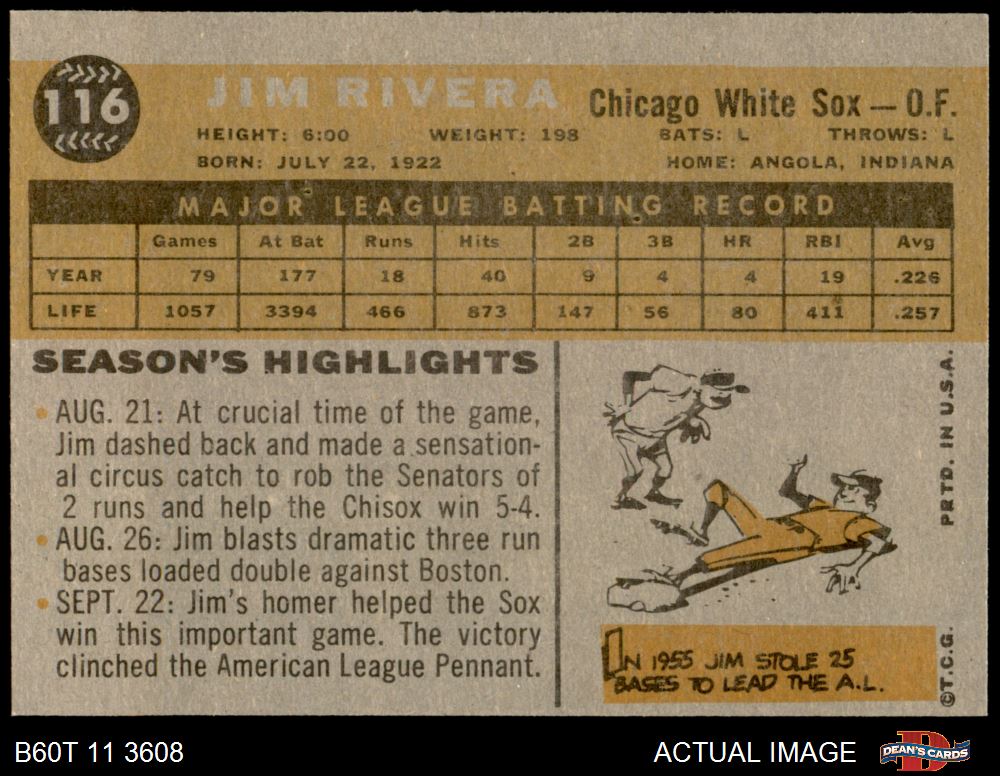 116
JIM RIVERA
Chicago White Sox — O.F.
HEIGHT: 6:00 WEIGHT: 198 BATS: L THROWS: L
BORN: JULY 22, 1922 HOME: ANGOLA, INDIANA
MAJOR LEAGUE BATTING RECORD
Games At Bat Runs Hits 2B 3B HR RBI Avg
YEAR 79 177 18 40 9 4 4 19 .226
LIFE 1057 3394 466 873 147 56 80 411 .257
SEASON'S HIGHLIGHTS
• AUG. 21: At crucial time of the game,
Jim dashed back and made a sensation-
al circus catch to rob the Senators of
2 runs and help the Chisox win 5-4.
• AUG. 26: Jim blasts dramatic three run
bases loaded double against Boston.
• SEPT. 22: Jim's homer helped the Sox
win this important game. The victory
clinched the American League Pennant.
IN 1955 JIM STOLE 25
BASES TO LEAD THE A.L.
©T.C.G. PRTD. IN U.S.A.
B60T 11 3608
ACTUAL IMAGE
D
DEAN'S CARDS